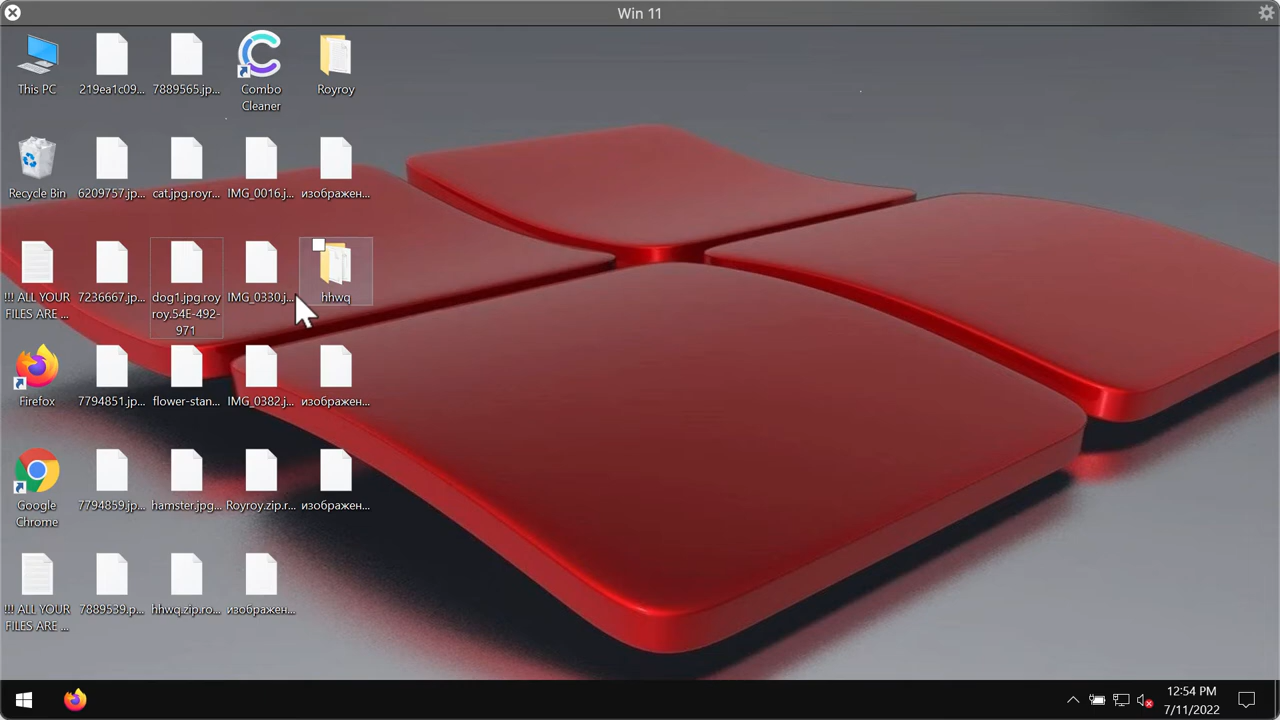 Win 11
This PC
219ea1c09...
7889565.jp...
Combo
Cleaner
Royroy
Recycle Bin
6209757.jp...
cat.jpg.royr...
IMG_0016.j...
изображен...
!!! ALL YOUR
FILES ARE ...
7236667.jp...
dog1.jpg.roy
roy.54E-492-
971
IMG_0330.j...
hhwq
Firefox
7794851.jp...
flower-stan...
IMG_0382.j...
изображен...
Google
Chrome
7794859.jp...
hamster.jpg...
Royroy.zip.r...
изображен...
!!! ALL YOUR
FILES ARE ...
7889539.p...
hhwq.zip.ro...
изображен...
12:54 PM
7/11/2022